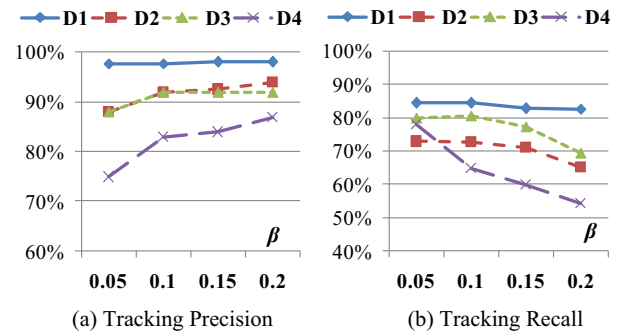 D1 D2 D3 D4
100%
90%
80%
70%
60%
β
0.05 0.1 0.15 0.2
(a) Tracking Precision
D1 D2 D3 D4
100%
90%
80%
70%
60%
50%
40%
β
0.05 0.1 0.15 0.2
(b) Tracking Recall